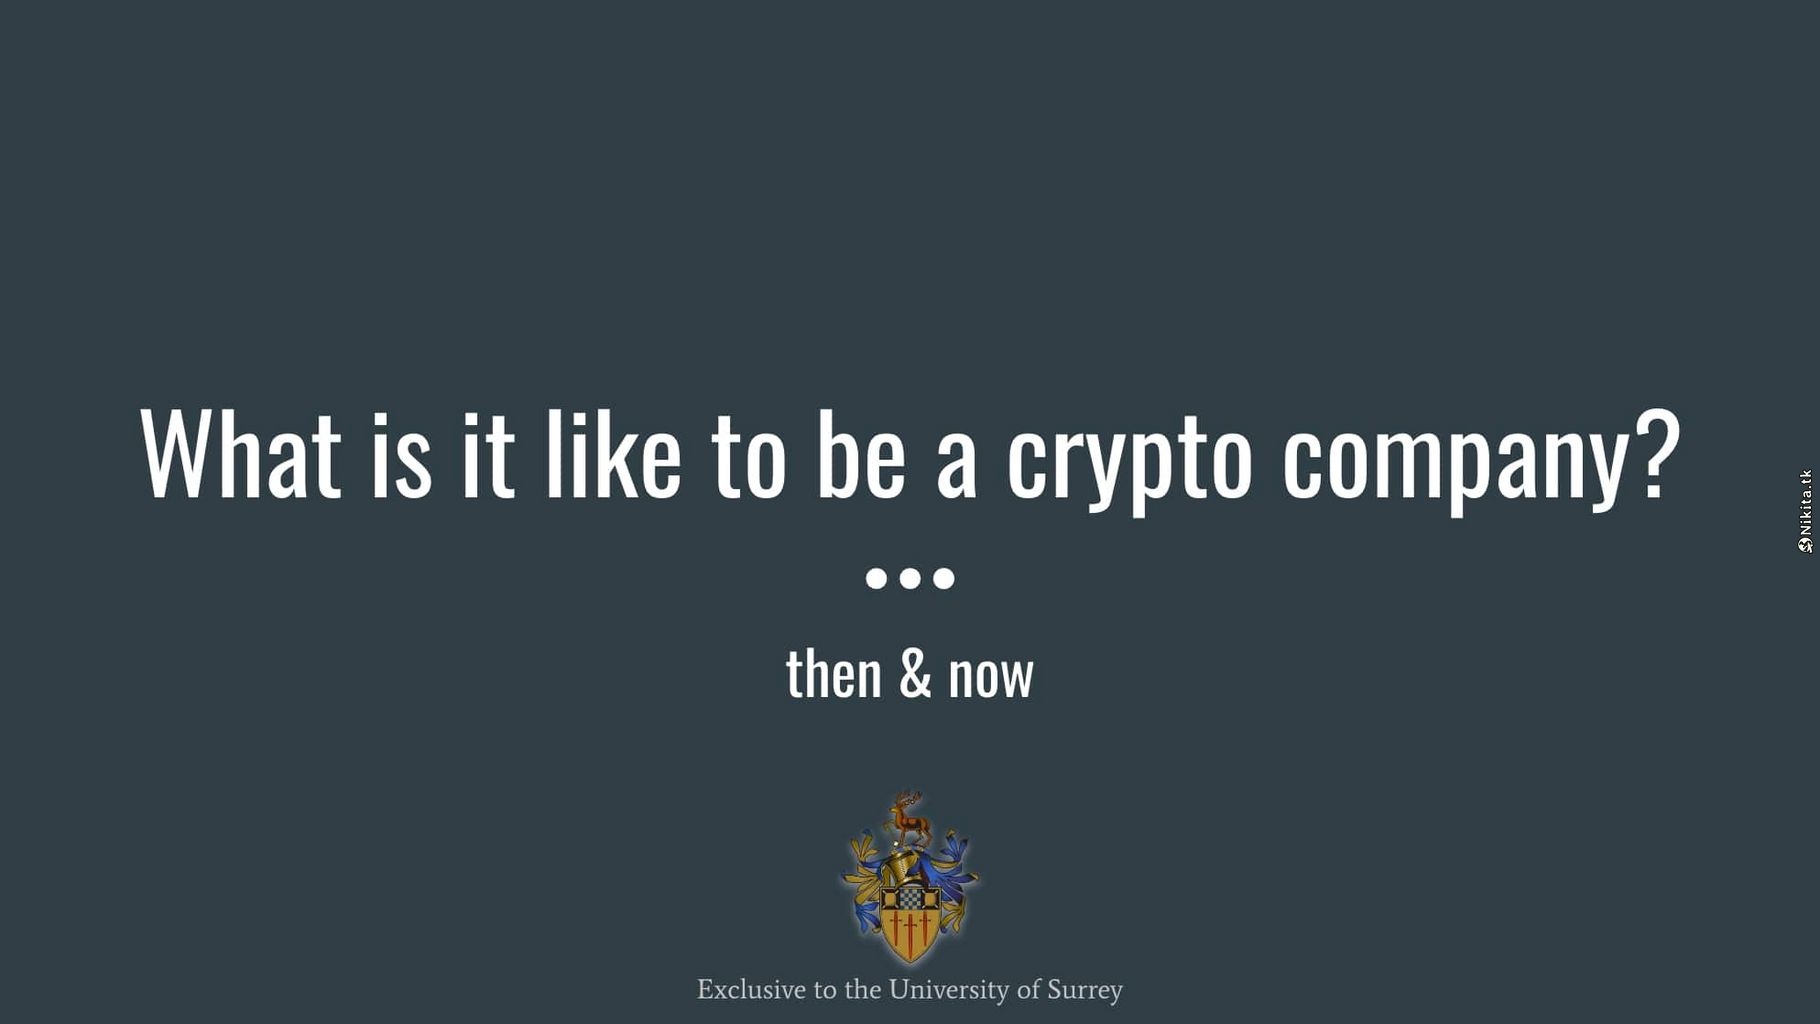 What is it like to be a crypto company?
then & now
Exclusive to the University of Surrey
Nikita.tk